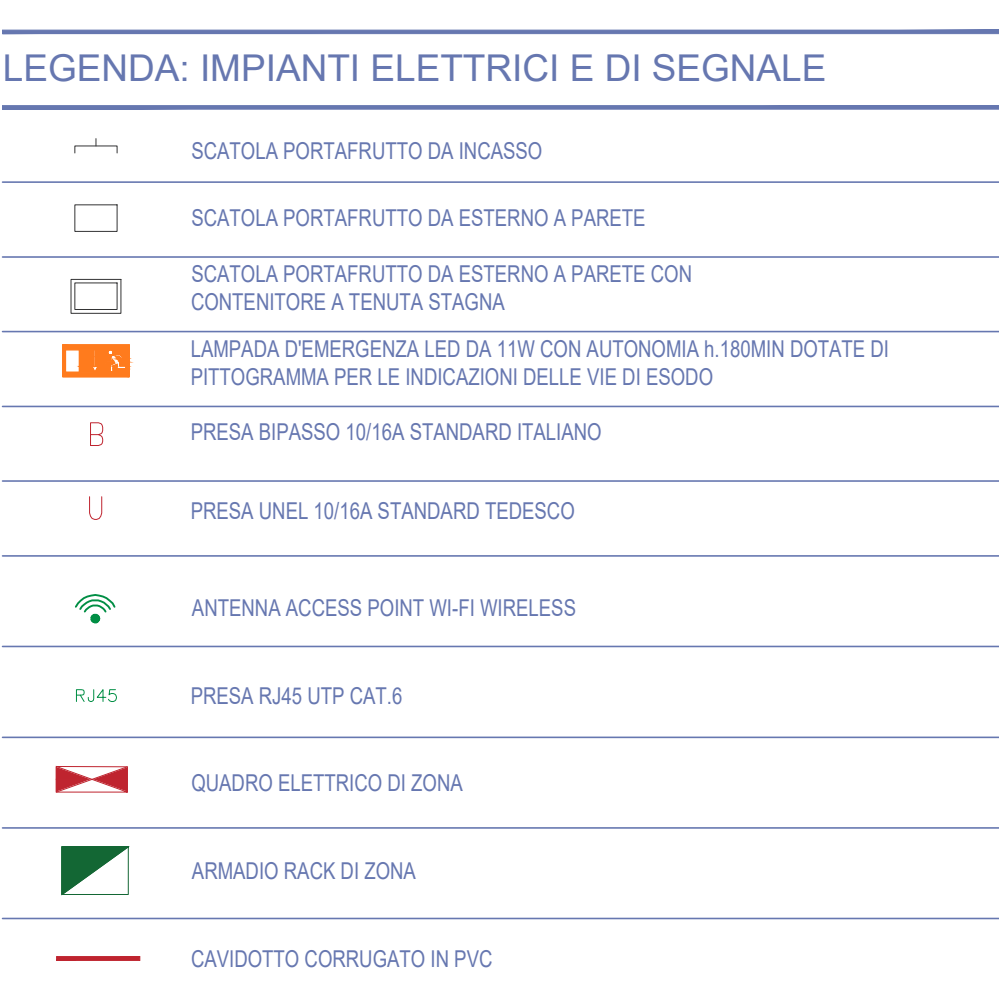 LEGENDA: IMPIANTI ELETTRICI E DI SEGNALE
SCATOLA PORTAFRUTTO DA INCASSO
SCATOLA PORTAFRUTTO DA ESTERNO A PARETE
SCATOLA PORTAFRUTTO DA ESTERNO A PARETE CON
CONTENITORE A TENUTA STAGNA
LAMPADA D'EMERGENZA LED DA 11W CON AUTONOMIA h.180MIN DOTATE DI
PITTOGRAMMA PER LE INDICAZIONI DELLE VIE DI ESODO
B PRESA BIPASSO 10/16A STANDARD ITALIANO
U PRESA UNEL 10/16A STANDARD TEDESCO
ANTENNA ACCESS POINT WI-FI WIRELESS
RJ45 PRESA RJ45 UTP CAT.6
QUADRO ELETTRICO DI ZONA
ARMADIO RACK DI ZONA
CAVIDOTTO CORRUGATO IN PVC